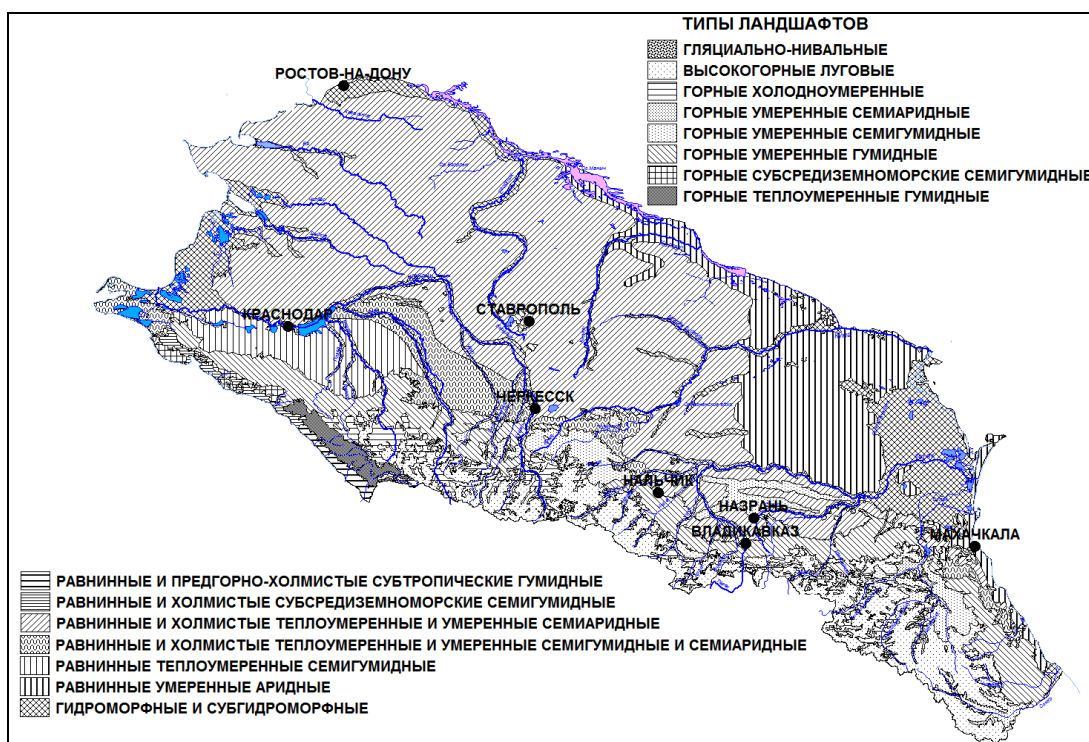 ТИПЫ ЛАНДШАФТОВ
ГЛЯЦИАЛЬНО-НИВАЛЬНЫЕ
ВЫСОКОГОРНЫЕ ЛУГОВЫЕ
ГОРНЫЕ ХОЛОДНОУМЕРЕННЫЕ
ГОРНЫЕ УМЕРЕННЫЕ СЕМИАРИДНЫЕ
ГОРНЫЕ УМЕРЕННЫЕ СЕМИГУМИДНЫЕ
ГОРНЫЕ УМЕРЕННЫЕ ГУМИДНЫЕ
ГОРНЫЕ СУБСРЕДИЗЕМНОМОРСКИЕ СЕМИГУМИДНЫЕ
ГОРНЫЕ ТЕПЛОУМЕРЕННЫЕ ГУМИДНЫЕ
РОСТОВ-НА-ДОНУ
СТАВРОПОЛЬ
КРАСНОДАР
ЧЕРКЕССК
НАЛЬЧИК
НАЗРАНЬ
ВЛАДИКАВКАЗ
МАХАЧКАЛА
РАВНИННЫЕ И ПРЕДГОРНО-ХОЛМИСТЫЕ СУБТРОПИЧЕСКИЕ ГУМИДНЫЕ
РАВНИННЫЕ И ХОЛМИСТЫЕ СУБСРЕДИЗЕМНОМОРСКИЕ СЕМИГУМИДНЫЕ
РАВНИННЫЕ И ХОЛМИСТЫЕ ТЕПЛОУМЕРЕННЫЕ И УМЕРЕННЫЕ СЕМИАРИДНЫЕ
РАВНИННЫЕ И ХОЛМИСТЫЕ ТЕПЛОУМЕРЕННЫЕ И УМЕРЕННЫЕ СЕМИГУМИДНЫЕ И СЕМИАРИДНЫЕ
РАВНИННЫЕ ТЕПЛОУМЕРЕННЫЕ СЕМИГУМИДНЫЕ
РАВНИННЫЕ УМЕРЕННЫЕ АРИДНЫЕ
ГИДРОМОРФНЫЕ И СУБГИДРОМОРФНЫЕ